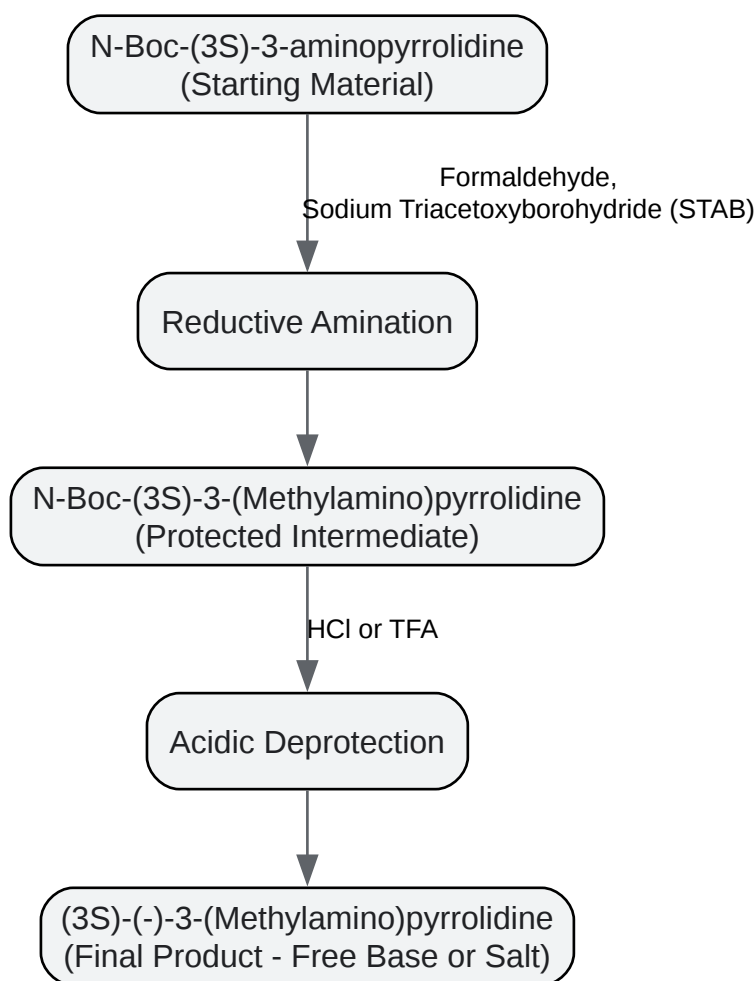 N-Boc-(3S)-3-aminopyrrolidine
(Starting Material)
Formaldehyde,
Sodium Triacetoxyborohydride (STAB)
Reductive Amination
N-Boc-(3S)-3-(Methylamino)pyrrolidine
(Protected Intermediate)
HCl or TFA
Acidic Deprotection
(3S)-(-)-3-(Methylamino)pyrrolidine
(Final Product - Free Base or Salt)